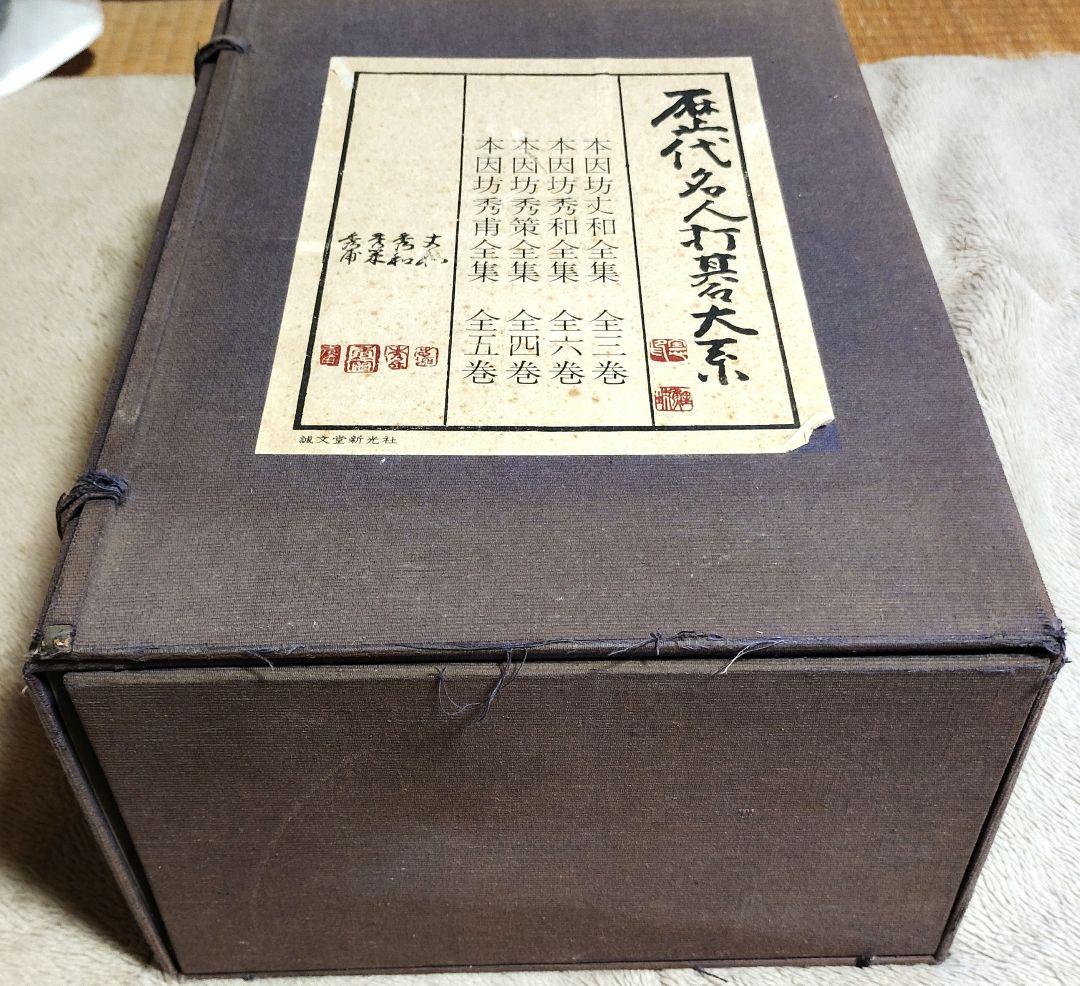 歴代名人打碁大系
本因坊丈和全集 全三巻
本因坊秀和全集 全六巻
本因坊秀策全集 全四巻
本因坊秀甫全集 全五巻
丈和
秀和
秀策
秀甫
誠文堂新光社